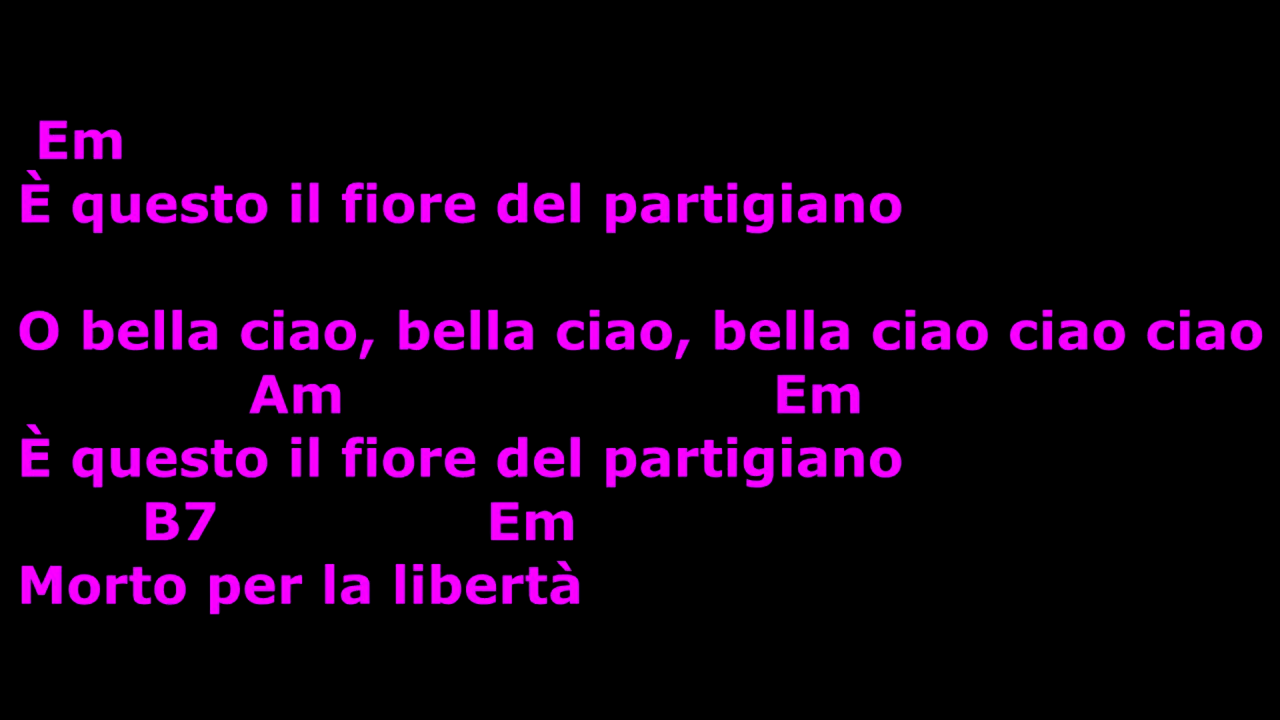 Em
È questo il fiore del partigiano
O bella ciao, bella ciao, bella ciao ciao ciao
Am Em
È questo il fiore del partigiano
B7 Em
Morto per la libertà